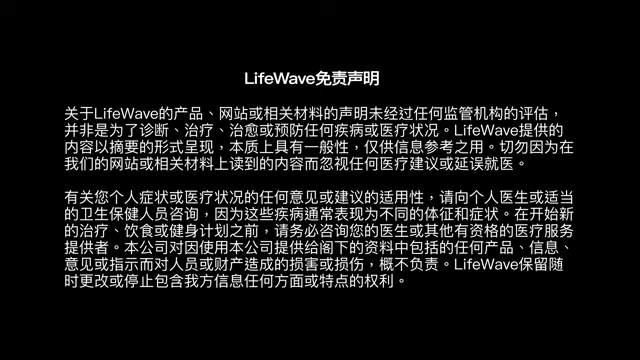 LifeWave免责声明
关于LifeWave的产品、网站或相关材料的声明未经过任何监管机构的评估，
并非是为了诊断、治疗、治愈或预防任何疾病或医疗状况。LifeWave提供的
内容以摘要的形式呈现，本质上具有一般性，仅供信息参考之用。切勿因为在
我们的网站或相关材料上读到的内容而忽视任何医疗建议或延误就医。
有关您个人症状或医疗状况的任何意见或建议的适用性，请向个人医生或适当
的卫生保健人员咨询，因为这些疾病通常表现为不同的体征和症状。在开始新
的治疗、饮食或健身计划之前，请务必咨询您的医生或其他有资格的医疗服务
提供者。本公司对因使用本公司提供给阁下的资料中包括的任何产品、信息、
意见或指示而对人员或财产造成的损害或损伤，概不负责。LifeWave保留随
时更改或停止包含我方信息任何方面或特点的权利。